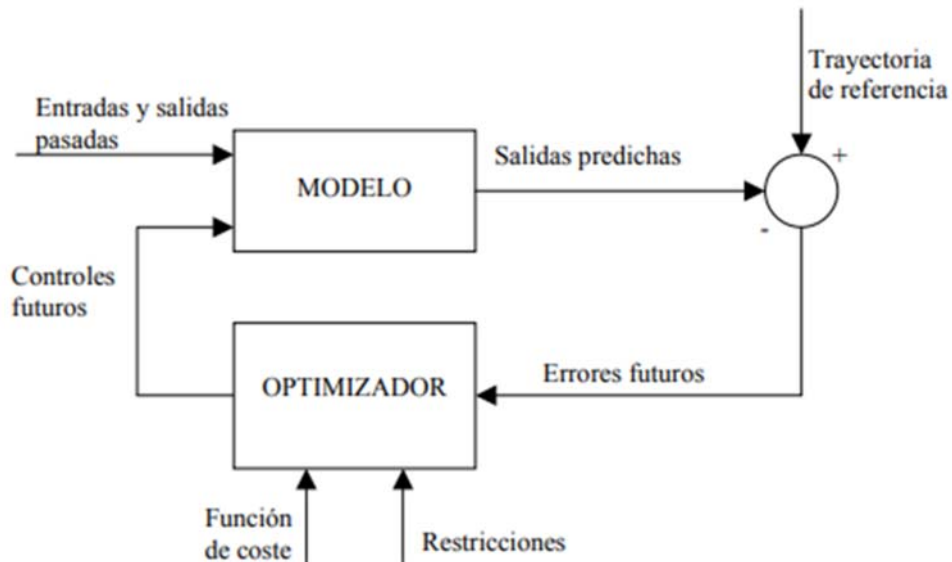 Trayectoria
de referencia
Entradas y salidas
pasadas
Salidas predichas
+
MODELO
-
Controles
futuros
Errores futuros
OPTIMIZADOR
Función
de coste
Restricciones